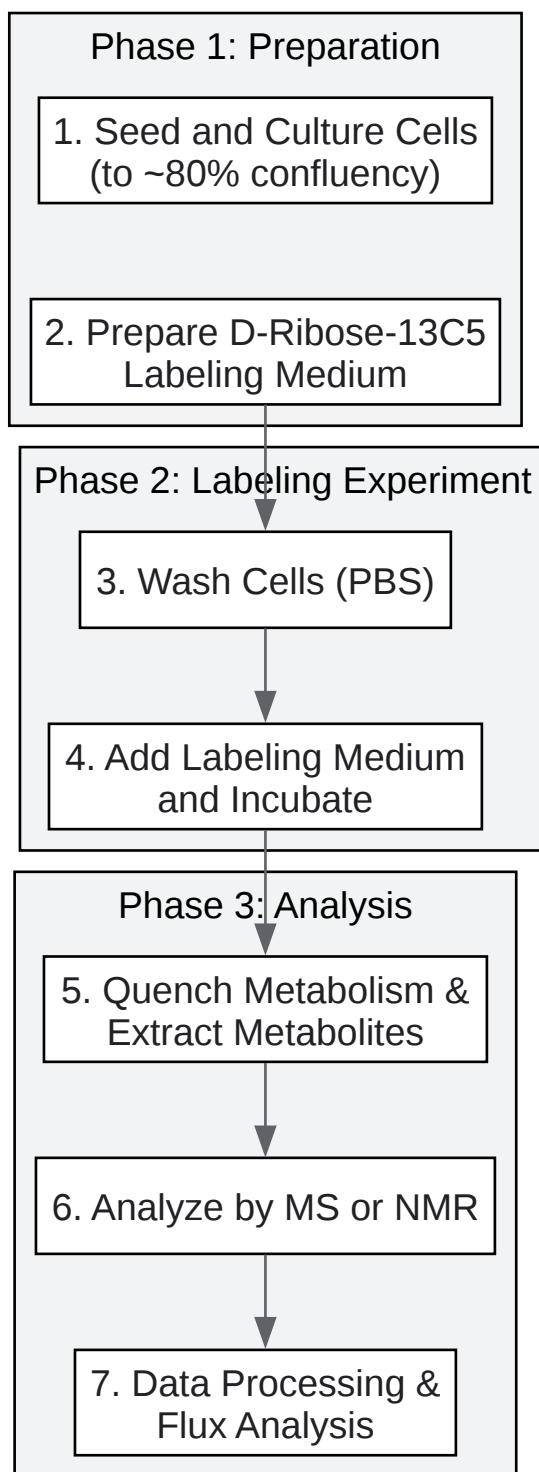 Phase 1: Preparation
1. Seed and Culture Cells
(to ~80% confluency)
2. Prepare D-Ribose-13C5
Labeling Medium
Phase 2: Labeling Experiment
3. Wash Cells (PBS)
4. Add Labeling Medium
and Incubate
Phase 3: Analysis
5. Quench Metabolism &
Extract Metabolites
6. Analyze by MS or NMR
7. Data Processing &
Flux Analysis